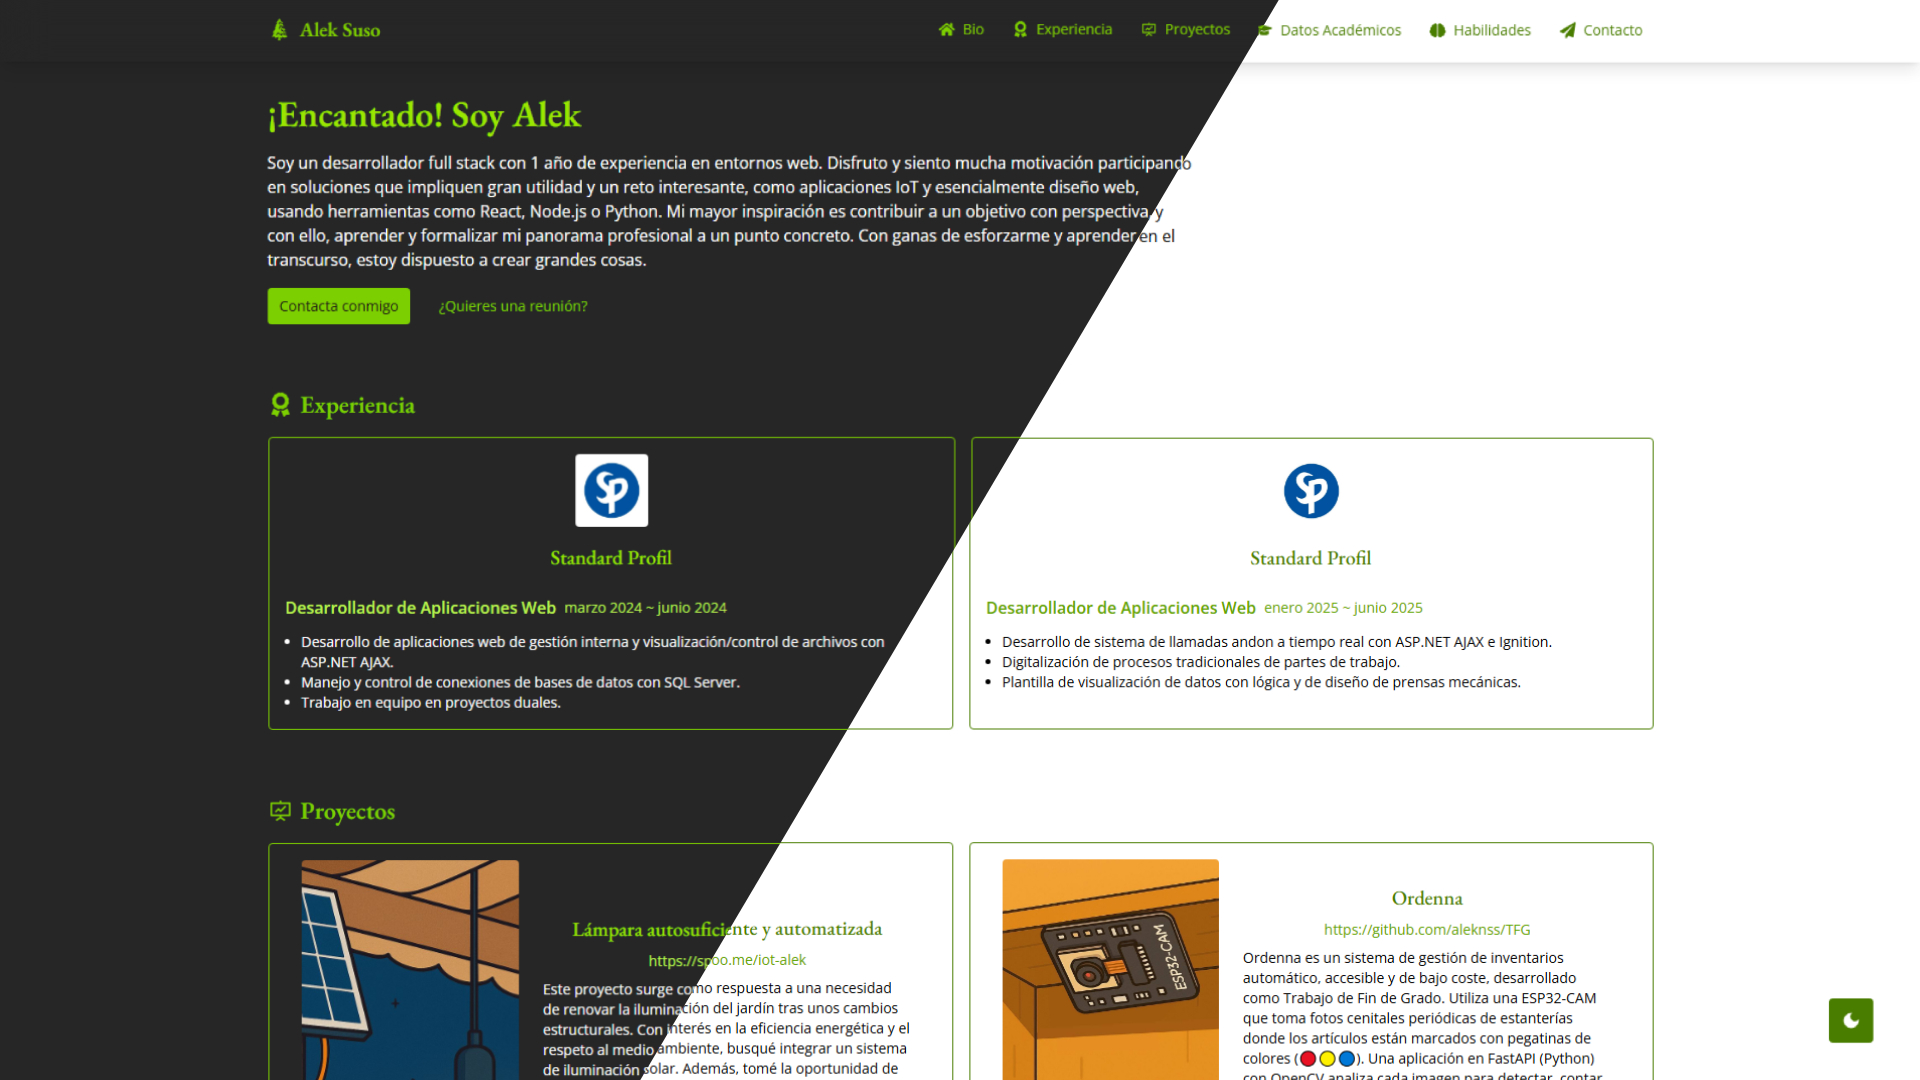 Alek Suso
Bio
Experiencia
Proyectos
Datos Académicos
Habilidades
Contacto
¡Encantado! Soy Alek
Soy un desarrollador full stack con 1 año de experiencia en entornos web. Disfruto y siento mucha motivación participando
en soluciones que impliquen gran utilidad y un reto interesante, como aplicaciones IoT y esencialmente diseño web,
usando herramientas como React, Node.js o Python. Mi mayor inspiración es contribuir a un objetivo con perspectiva, y
con ello, aprender y formalizar mi panorama profesional a un punto concreto. Con ganas de esforzarme y aprender en el
transcurso, estoy dispuesto a crear grandes cosas.
Contacta conmigo
¿Quieres una reunión?
Experiencia
SP
Standard Profil
Desarrollador de Aplicaciones Web marzo 2024 ~ junio 2024
• Desarrollo de aplicaciones web de gestión interna y visualización/control de archivos con
ASP.NET AJAX.
• Manejo y control de conexiones de bases de datos con SQL Server.
• Trabajo en equipo en proyectos duales.
SP
Standard Profil
Desarrollador de Aplicaciones Web enero 2025 ~ junio 2025
• Desarrollo de sistema de llamadas andon a tiempo real con ASP.NET AJAX e Ignition.
• Digitalización de procesos tradicionales de partes de trabajo.
• Plantilla de visualización de datos con lógica y de diseño de prensas mecánicas.
Proyectos
Lámpara autosuficiente y automatizada
https://spoo.me/iot-alek
Este proyecto surge como respuesta a una necesidad
de renovar la iluminación del jardín tras unos cambios
estructurales. Con interés en la eficiencia energética y el
respeto al medio ambiente, busqué integrar un sistema
de iluminación solar. Además, tomé la oportunidad de
ESP32-CAM
Ordenna
https://github.com/aleknss/TFG
Ordenna es un sistema de gestión de inventarios
automático, accesible y de bajo coste, desarrollado
como Trabajo de Fin de Grado. Utiliza una ESP32-CAM
que toma fotos cenitales periódicas de estanterías
donde los artículos están marcados con pegatinas de
colores (🔴🟡🔵). Una aplicación en FastAPI (Python)
con OpenCV analiza cada imagen para detectar, contar